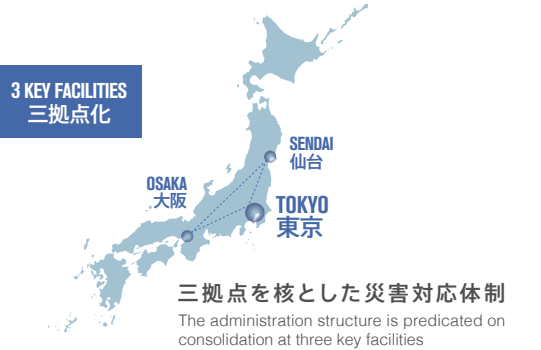 3 KEY FACILITIES
三拠点化
SENDAI
仙台
OSAKA
大阪
TOKYO
東京
三拠点を核とした災害対応体制
The administration structure is predicated on
consolidation at three key facilities